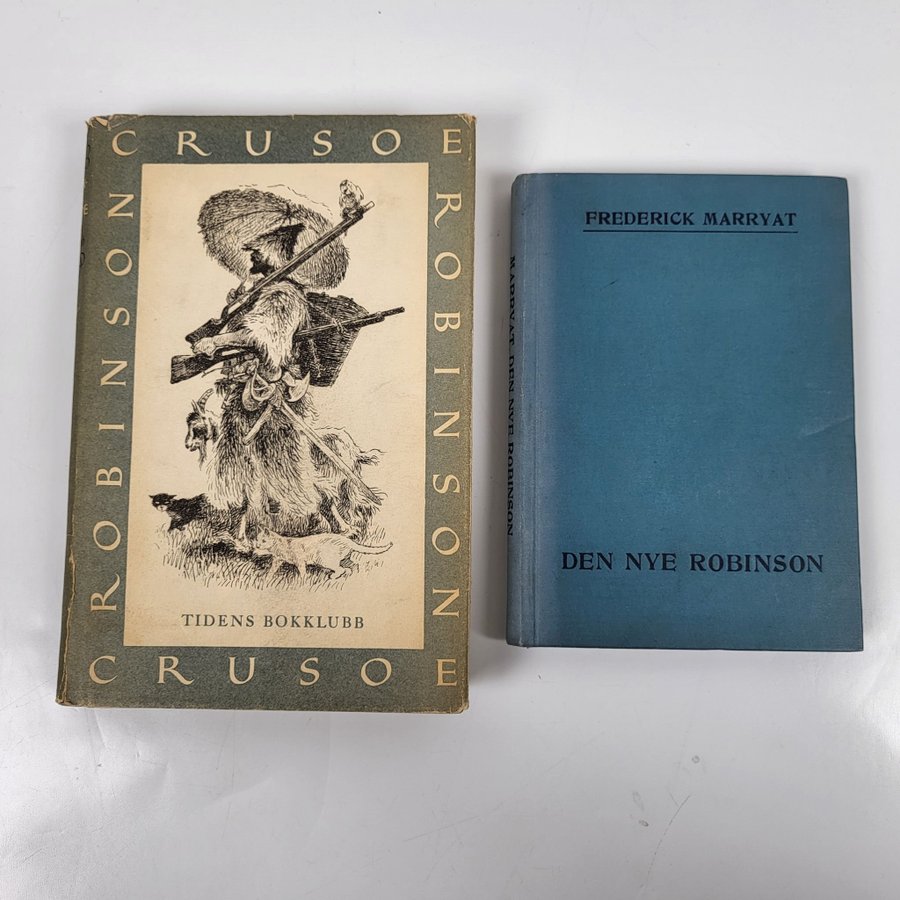 CRUSOE
ROBINSON
ROBINSON
TIDENS BOKKLUBB
CRUSOE
FREDERICK MARRYAT
MARRYAT DEN NYE ROBINSON
DEN NYE ROBINSON